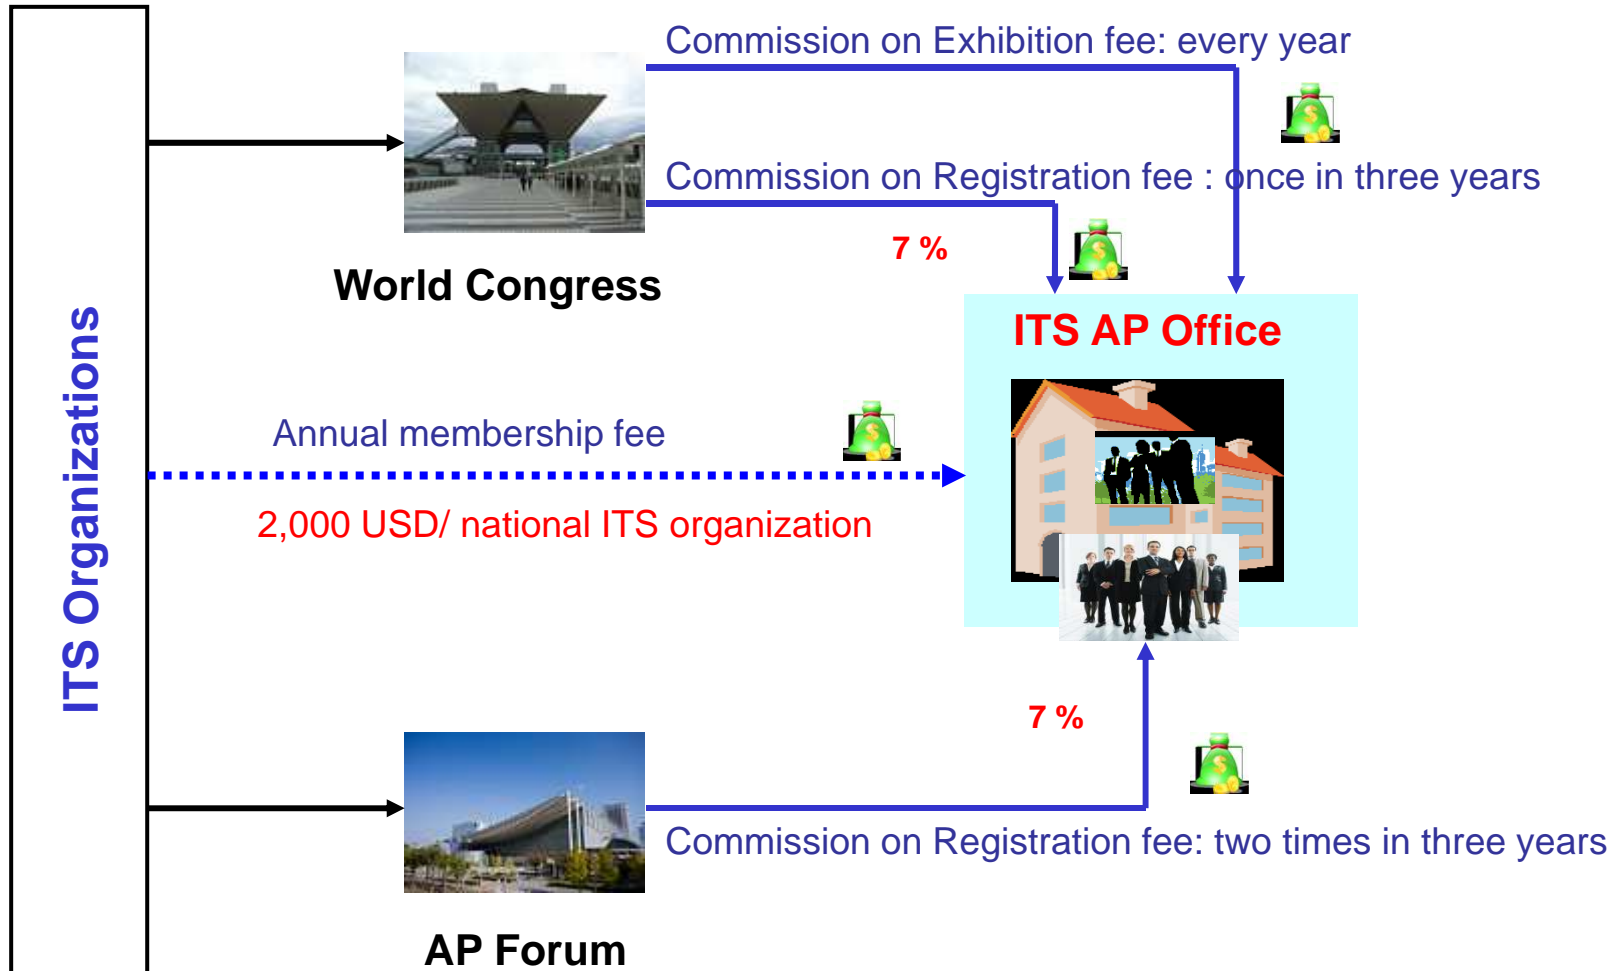 ITS Organizations
Commission on Exhibition fee: every year
Commission on Registration fee : once in three years
7 %
World Congress
ITS AP Office
Annual membership fee
2,000 USD/ national ITS organization
7 %
Commission on Registration fee: two times in three years
AP Forum